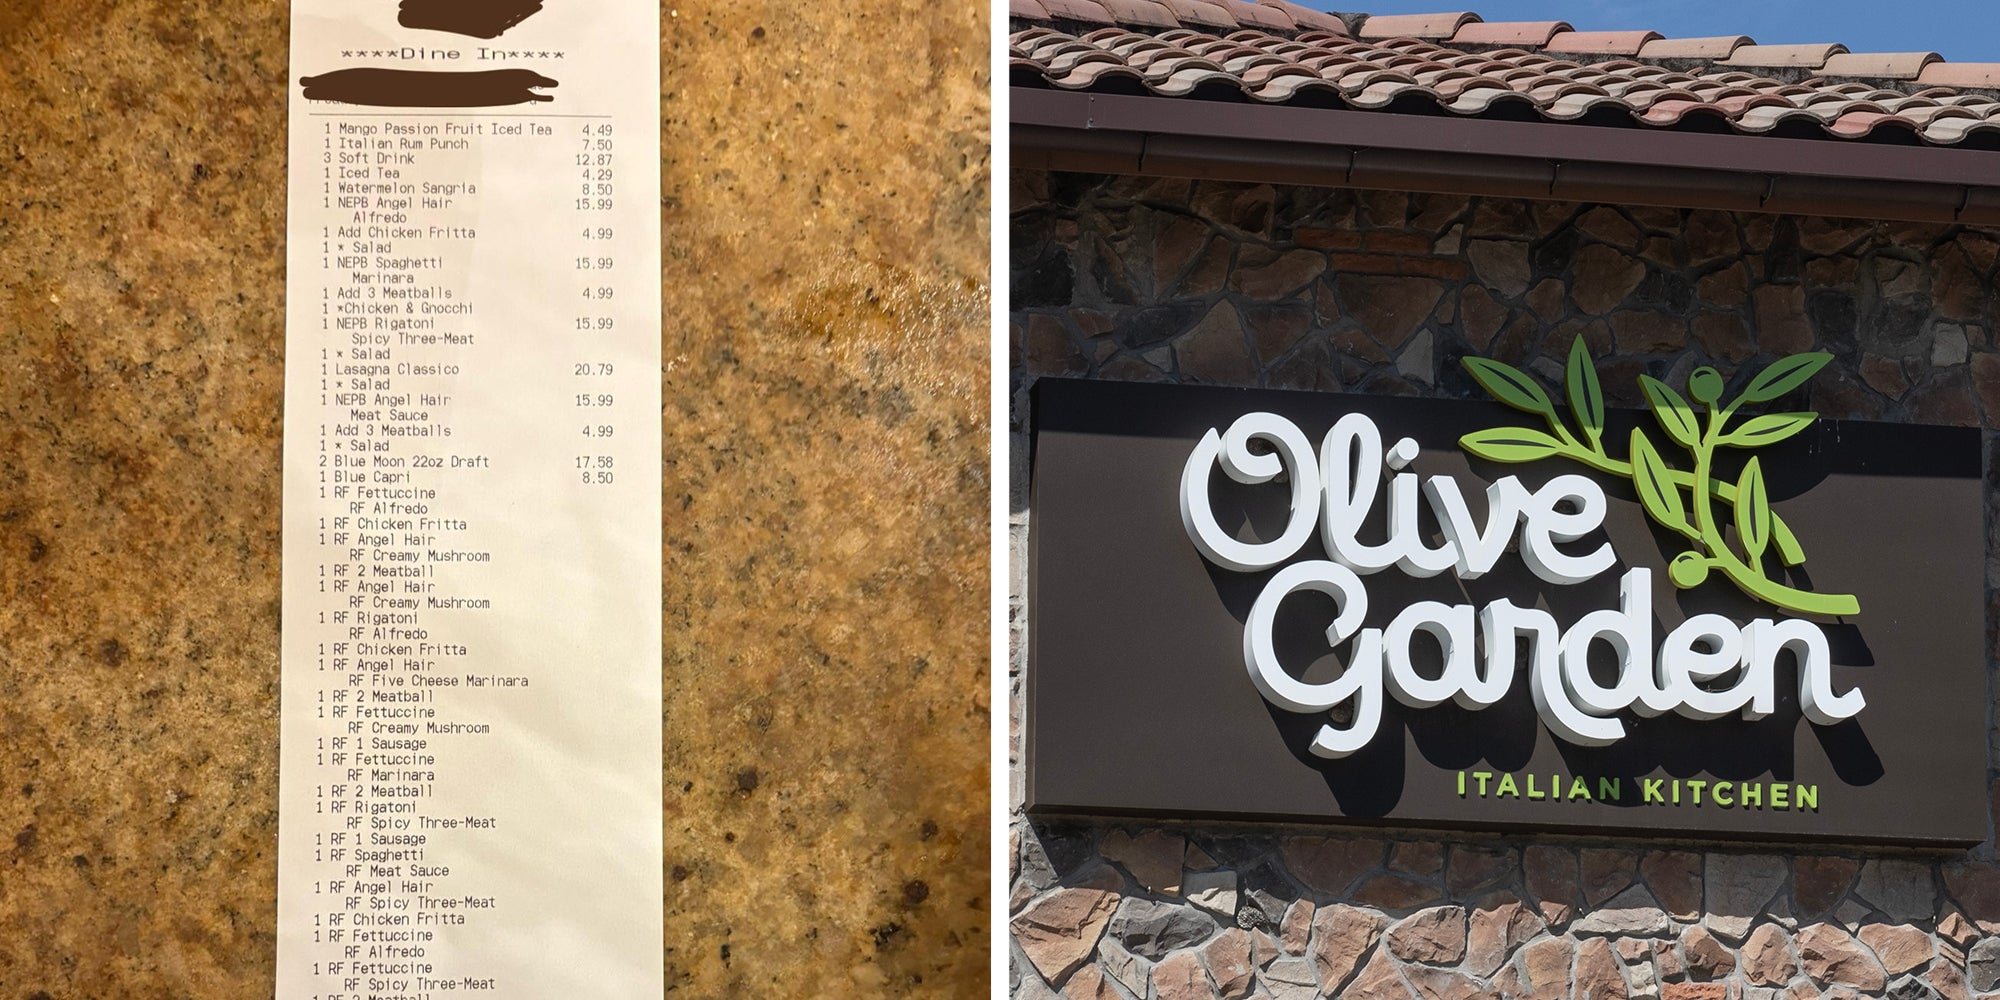 ****Dine In****
1 Mango Passion Fruit Iced Tea 4.49
1 Italian Rum Punch 7.50
3 Soft Drink 12.87
1 Iced Tea 4.29
1 Watermelon Sangria 8.50
1 NEPB Angel Hair 15.99
Alfredo
1 Add Chicken Fritta 4.99
1 * Salad
1 NEPB Spaghetti 15.99
Marinara
1 Add 3 Meatballs 4.99
1 *Chicken & Gnocchi
1 NEPB Rigatoni 15.99
Spicy Three-Meat
1 * Salad
1 Lasagna Classico 20.79
1 * Salad
1 NEPB Angel Hair 15.99
Meat Sauce
1 Add 3 Meatballs 4.99
1 * Salad
2 Blue Moon 22oz Draft 17.58
1 Blue Capri 8.50
1 RF Fettuccine
RF Alfredo
1 RF Chicken Fritta
1 RF Angel Hair
RF Creamy Mushroom
1 RF 2 Meatball
1 RF Angel Hair
RF Creamy Mushroom
1 RF Rigatoni
RF Alfredo
1 RF Chicken Fritta
1 RF Angel Hair
RF Five Cheese Marinara
1 RF 2 Meatball
1 RF Fettuccine
RF Creamy Mushroom
1 RF 1 Sausage
1 RF Fettuccine
RF Marinara
1 RF 2 Meatball
1 RF Rigatoni
RF Spicy Three-Meat
1 RF 1 Sausage
1 RF Spaghetti
RF Meat Sauce
1 RF Angel Hair
RF Spicy Three-Meat
1 RF Chicken Fritta
1 RF Fettuccine
RF Alfredo
1 RF Fettuccine
RF Spicy Three-Meat
1 RF 2 Meatball
Olive
Garden
ITALIAN KITCHEN